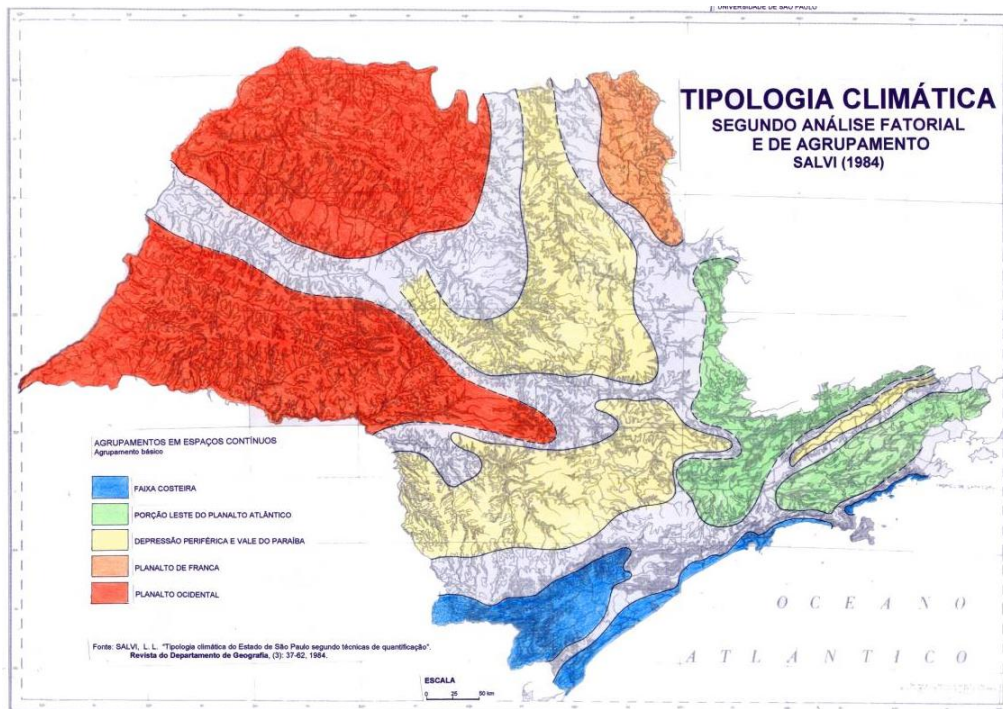 UNIVERSIDADE DE SÃO PAULO
TIPOLOGIA CLIMÁTICA
SEGUNDO ANÁLISE FATORIAL
E DE AGRUPAMENTO
SALVI (1984)
AGRUPAMENTOS EM ESPAÇOS CONTÍNUOS
Agrupamento básico
FAIXA COSTEIRA
PORÇÃO LESTE DO PLANALTO ATLÂNTICO
DEPRESSÃO PERIFÉRICA E VALE DO PARAÍBA
PLANALTO DE FRANCA
PLANALTO OCIDENTAL
OCEANO
ATLANTICO
Fonte: SALVI, L. L. "Tipologia climática do Estado de São Paulo segundo técnicas de quantificação".
Revista do Departamento de Geografia, (3): 37-62, 1984.
ESCALA
0 25 50 km